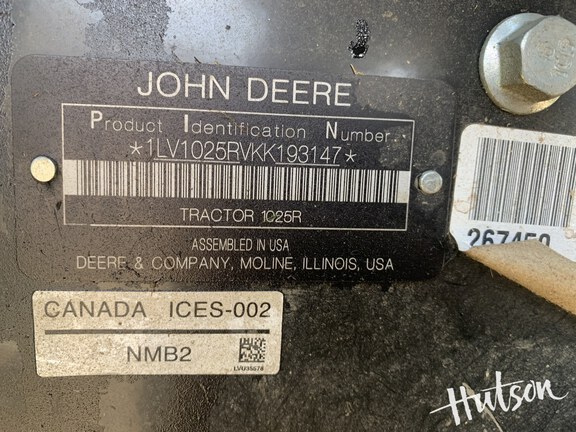 JOHN DEERE
Product Identification Number
*1LV1025RVKK193147*
TRACTOR 1025R
ASSEMBLED IN USA
DEERE & COMPANY, MOLINE, ILLINOIS, USA
267450
CANADA ICES-002
NMB2
Hutson